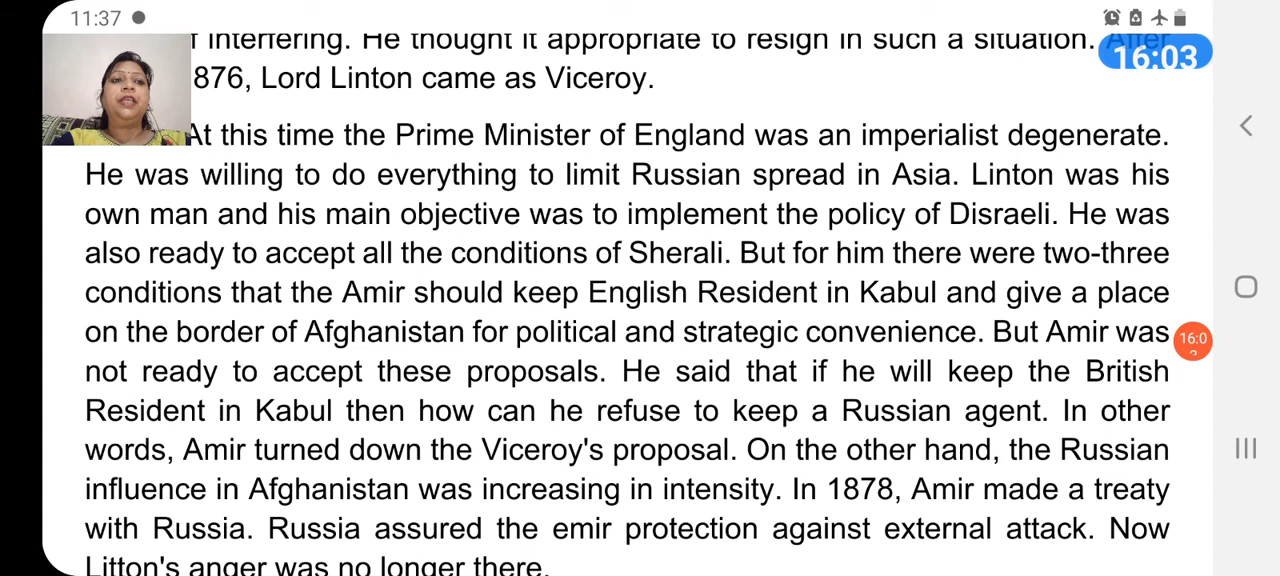 11:37
f interfering. He thought it appropriate to resign in such a situation. After
16:03
876, Lord Linton came as Viceroy.
At this time the Prime Minister of England was an imperialist degenerate.
He was willing to do everything to limit Russian spread in Asia. Linton was his
own man and his main objective was to implement the policy of Disraeli. He was
also ready to accept all the conditions of Sherali. But for him there were two-three
conditions that the Amir should keep English Resident in Kabul and give a place
on the border of Afghanistan for political and strategic convenience. But Amir was
16:0
not ready to accept these proposals. He said that if he will keep the British
Resident in Kabul then how can he refuse to keep a Russian agent. In other
words, Amir turned down the Viceroy's proposal. On the other hand, the Russian
influence in Afghanistan was increasing in intensity. In 1878, Amir made a treaty
with Russia. Russia assured the emir protection against external attack. Now
Litton's anger was no longer there.